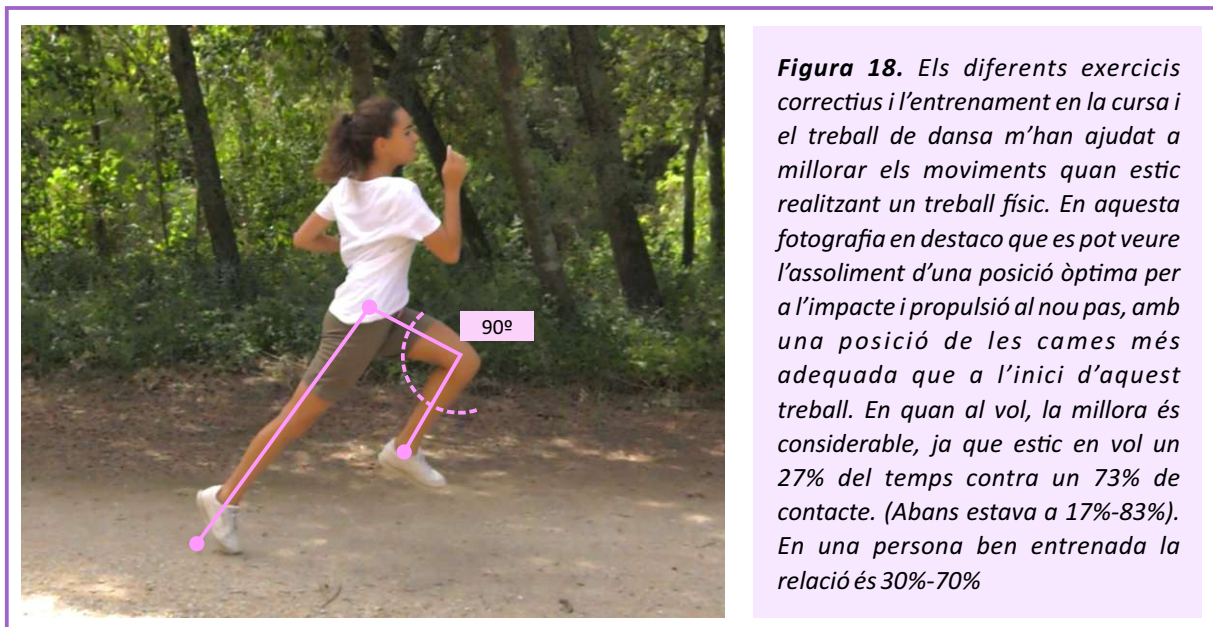 90º
Figura 18. Els diferents exercicis
correctius i l’entrenament en la cursa i
el treball de dansa m’han ajudat a
millorar els moviments quan estic
realitzant un treball físic. En aquesta
fotografia en destaco que es pot veure
l’assoliment d’una posició òptima per
a l’impacte i propulsió al nou pas, amb
una posició de les cames més
adequada que a l’inici d’aquest
treball. En quan al vol, la millora és
considerable, ja que estic en vol un
27% del temps contra un 73% de
contacte. (Abans estava a 17%-83%).
En una persona ben entrenada la
relació és 30%-70%